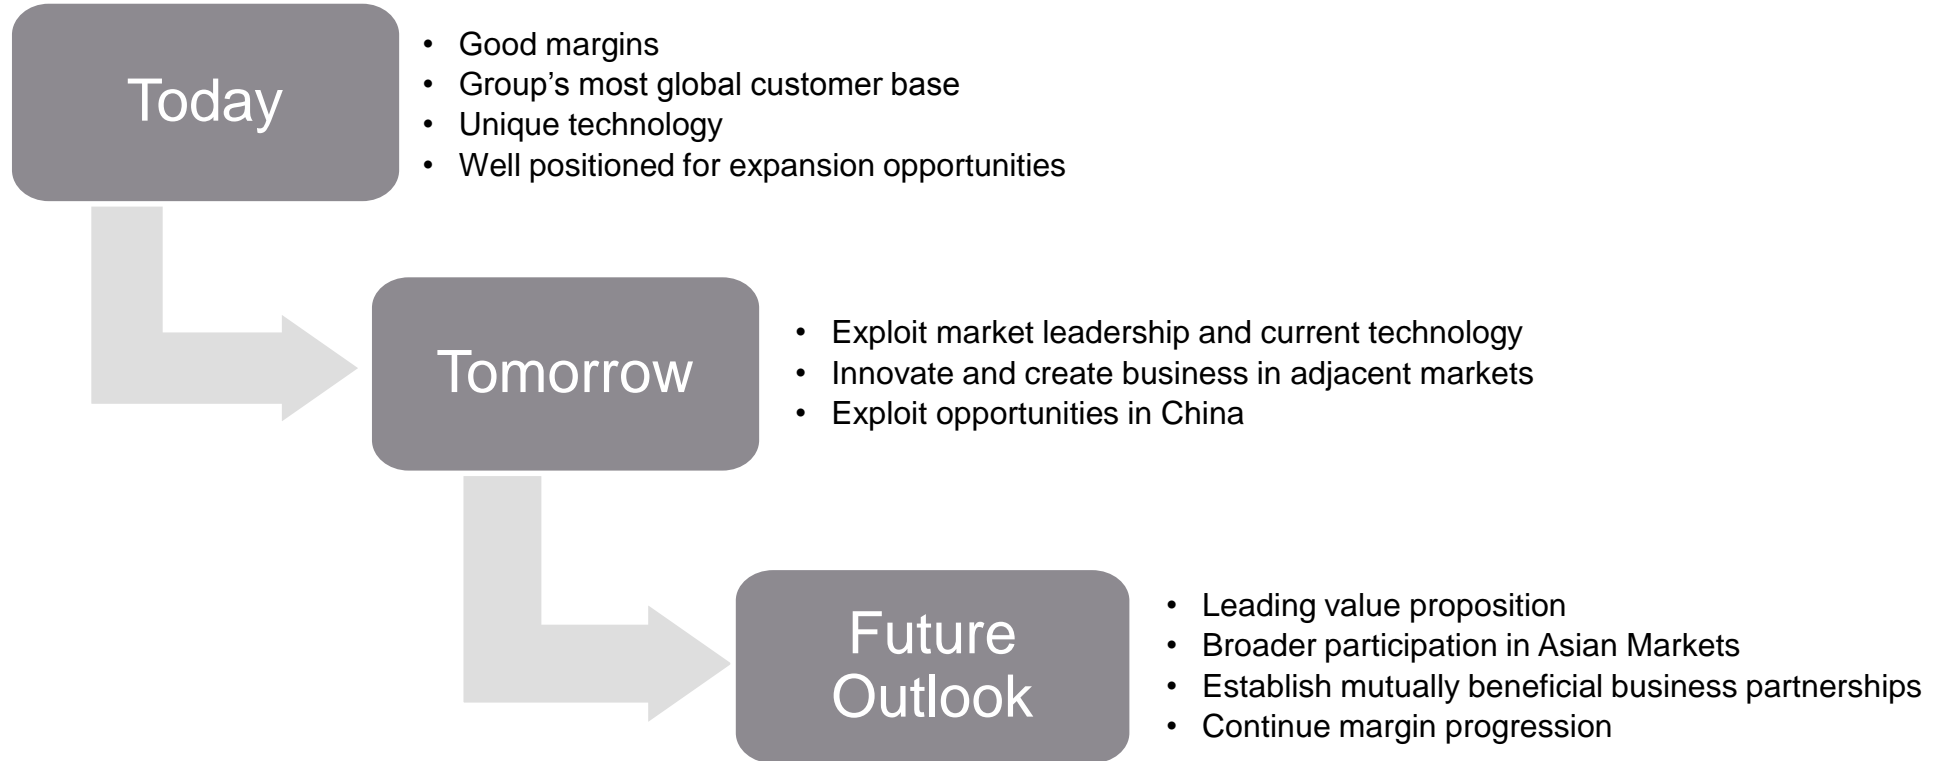 Today
• Good margins
• Group’s most global customer base
• Unique technology
• Well positioned for expansion opportunities
Tomorrow
• Exploit market leadership and current technology
• Innovate and create business in adjacent markets
• Exploit opportunities in China
Future
Outlook
• Leading value proposition
• Broader participation in Asian Markets
• Establish mutually beneficial business partnerships
• Continue margin progression